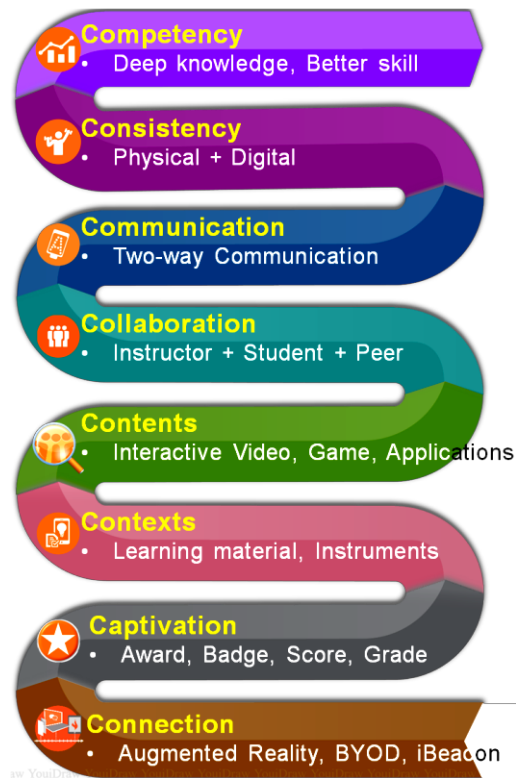 Competency
• Deep knowledge, Better skill
Consistency
• Physical + Digital
Communication
• Two-way Communication
Collaboration
• Instructor + Student + Peer
Contents
• Interactive Video, Game, Applications
Contexts
• Learning material, Instruments
Captivation
• Award, Badge, Score, Grade
Connection
• Augmented Reality, BYOD, iBeacon